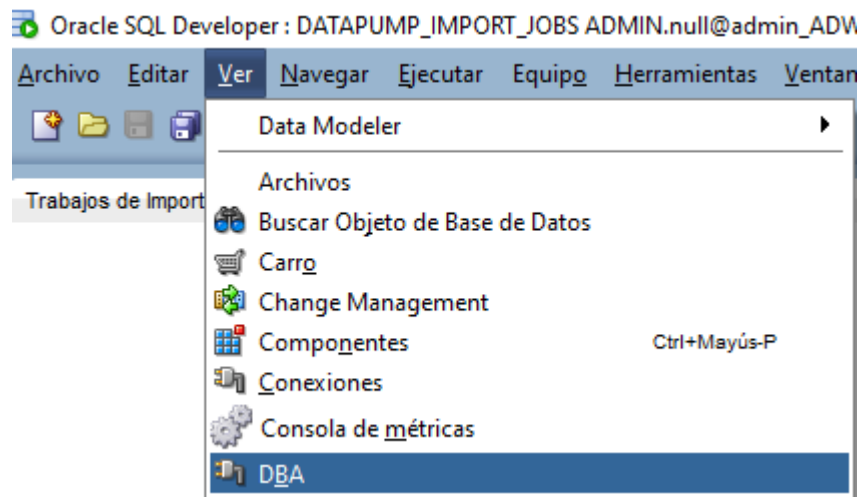 Oracle SQL Developer : DATAPUMP_IMPORT_JOBS ADMIN.null@admin_ADW
Archivo Editar Ver Navegar Ejecutar Equipo Herramientas Ventan
Data Modeler
Trabajos de Import
Archivos
Buscar Objeto de Base de Datos
Carro
Change Management
Componentes Ctrl+Mayús-P
Conexiones
Consola de métricas
DBA